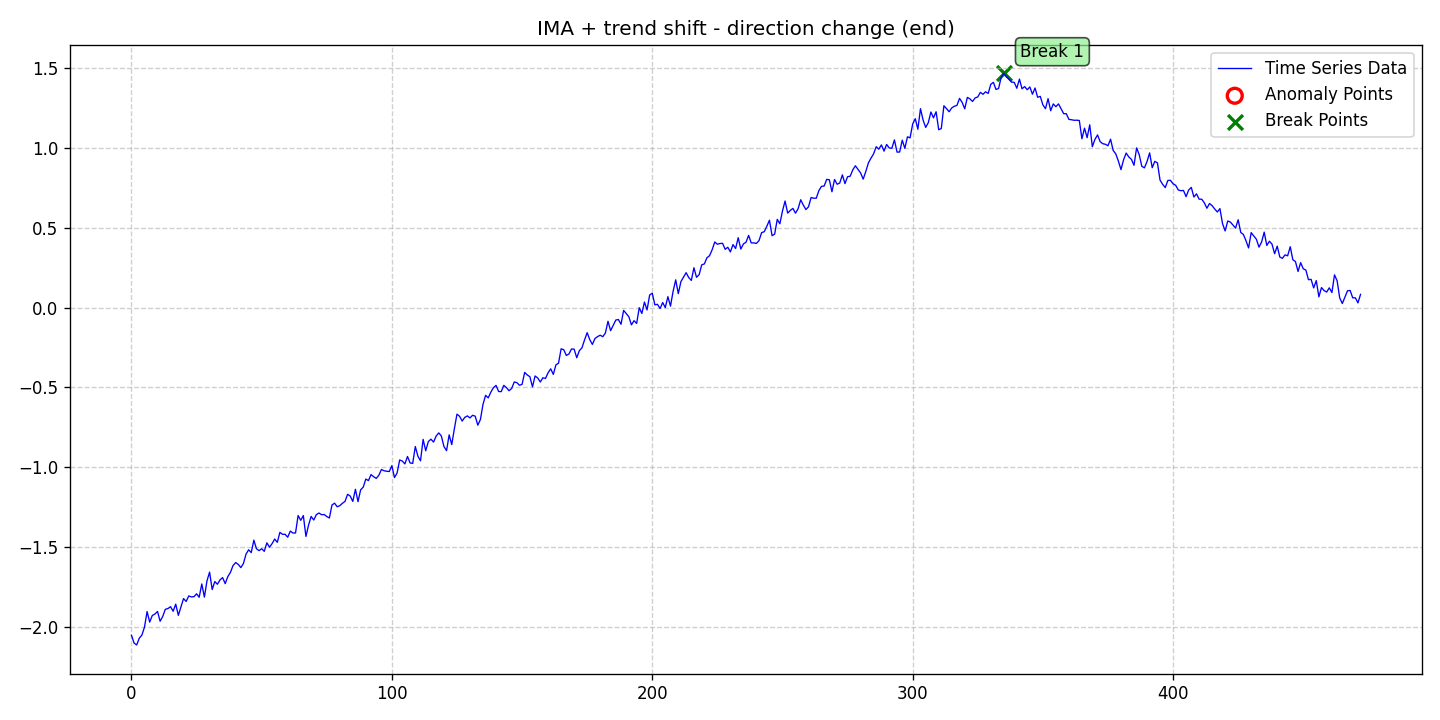 IMA + trend shift - direction change (end)
Break 1
Time Series Data
Anomaly Points
Break Points
1.5
1.0
0.5
0.0
−0.5
−1.0
−1.5
−2.0
0
100
200
300
400